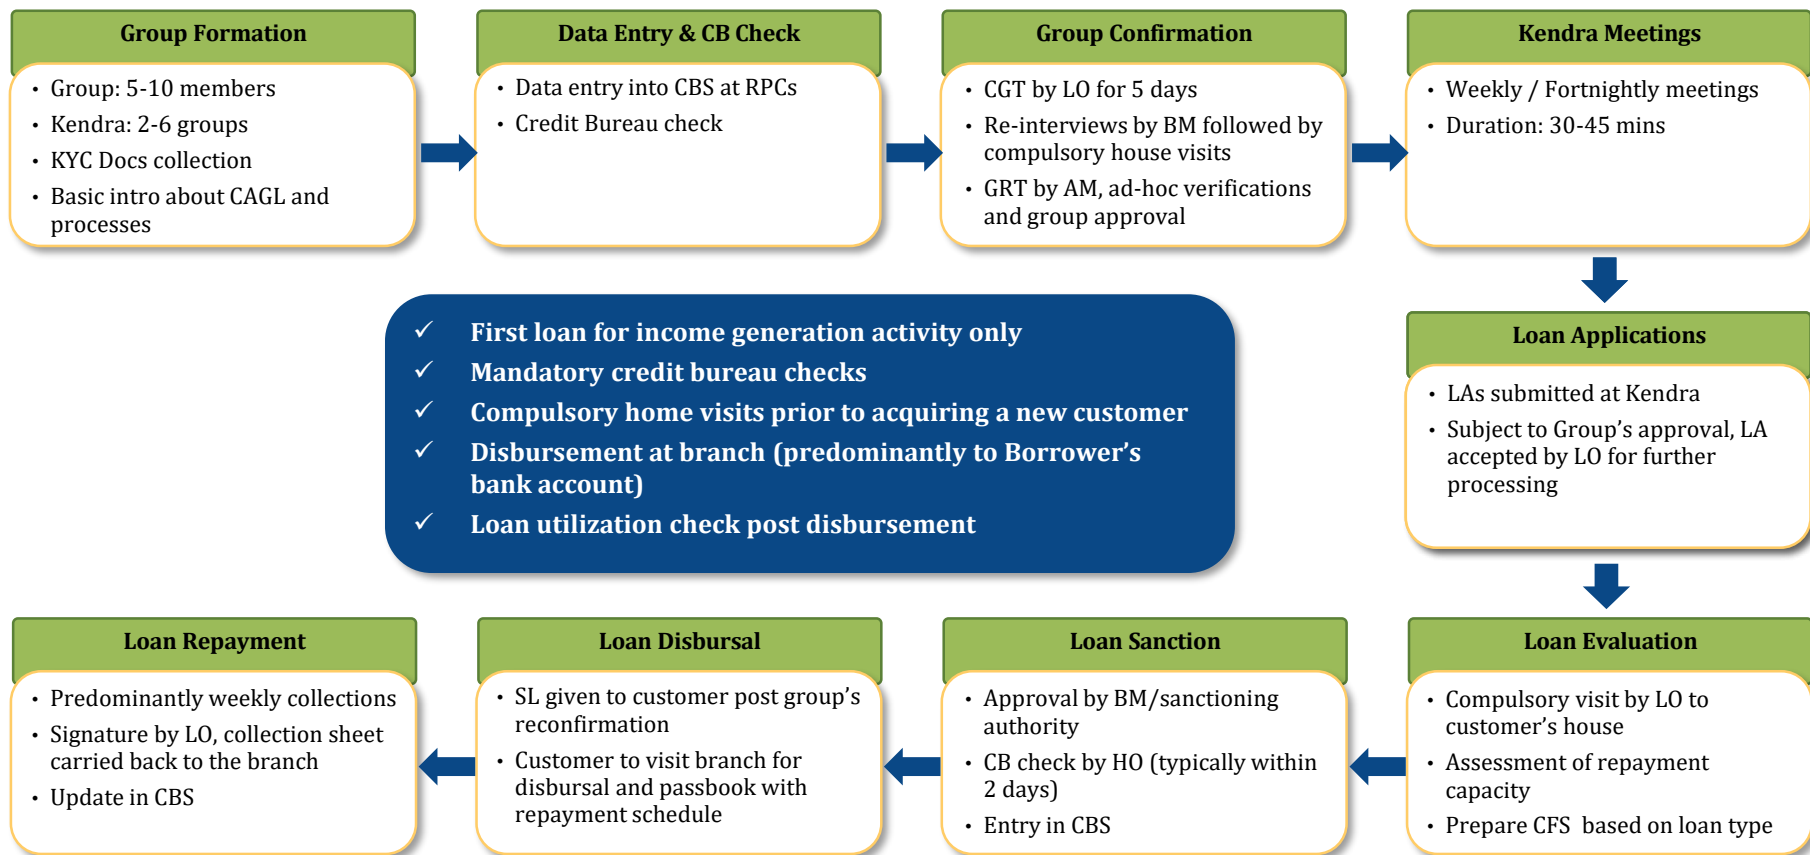 Group Formation
• Group: 5-10 members
• Kendra: 2-6 groups
• KYC Docs collection
• Basic intro about CAGL and
processes
Data Entry & CB Check
• Data entry into CBS at RPCs
• Credit Bureau check
Group Confirmation
• CGT by LO for 5 days
• Re-interviews by BM followed by
compulsory house visits
• GRT by AM, ad-hoc verifications
and group approval
Kendra Meetings
• Weekly / Fortnightly meetings
• Duration: 30-45 mins
✓ First loan for income generation activity only
✓ Mandatory credit bureau checks
✓ Compulsory home visits prior to acquiring a new customer
✓ Disbursement at branch (predominantly to Borrower's
bank account)
✓ Loan utilization check post disbursement
Loan Applications
• LAs submitted at Kendra
• Subject to Group's approval, LA
accepted by LO for further
processing
Loan Repayment
• Predominantly weekly collections
• Signature by LO, collection sheet
carried back to the branch
• Update in CBS
Loan Disbursal
• SL given to customer post group's
reconfirmation
• Customer to visit branch for
disbursal and passbook with
repayment schedule
Loan Sanction
• Approval by BM/sanctioning
authority
• CB check by HO (typically within
2 days)
• Entry in CBS
Loan Evaluation
• Compulsory visit by LO to
customer's house
• Assessment of repayment
capacity
• Prepare CFS based on loan type